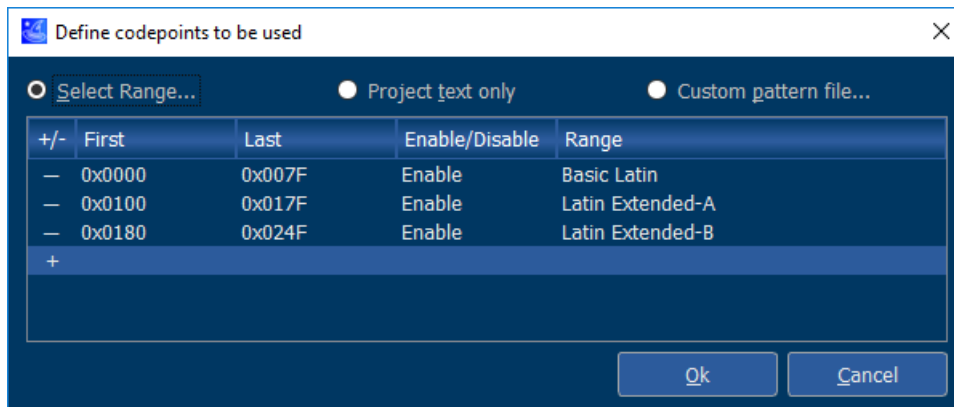 Define codepoints to be used
Select Range... Project text only Custom pattern file...
+/- First Last Enable/Disable Range
— 0x0000 0x007F Enable Basic Latin
— 0x0100 0x017F Enable Latin Extended-A
— 0x0180 0x024F Enable Latin Extended-B
+
Ok Cancel